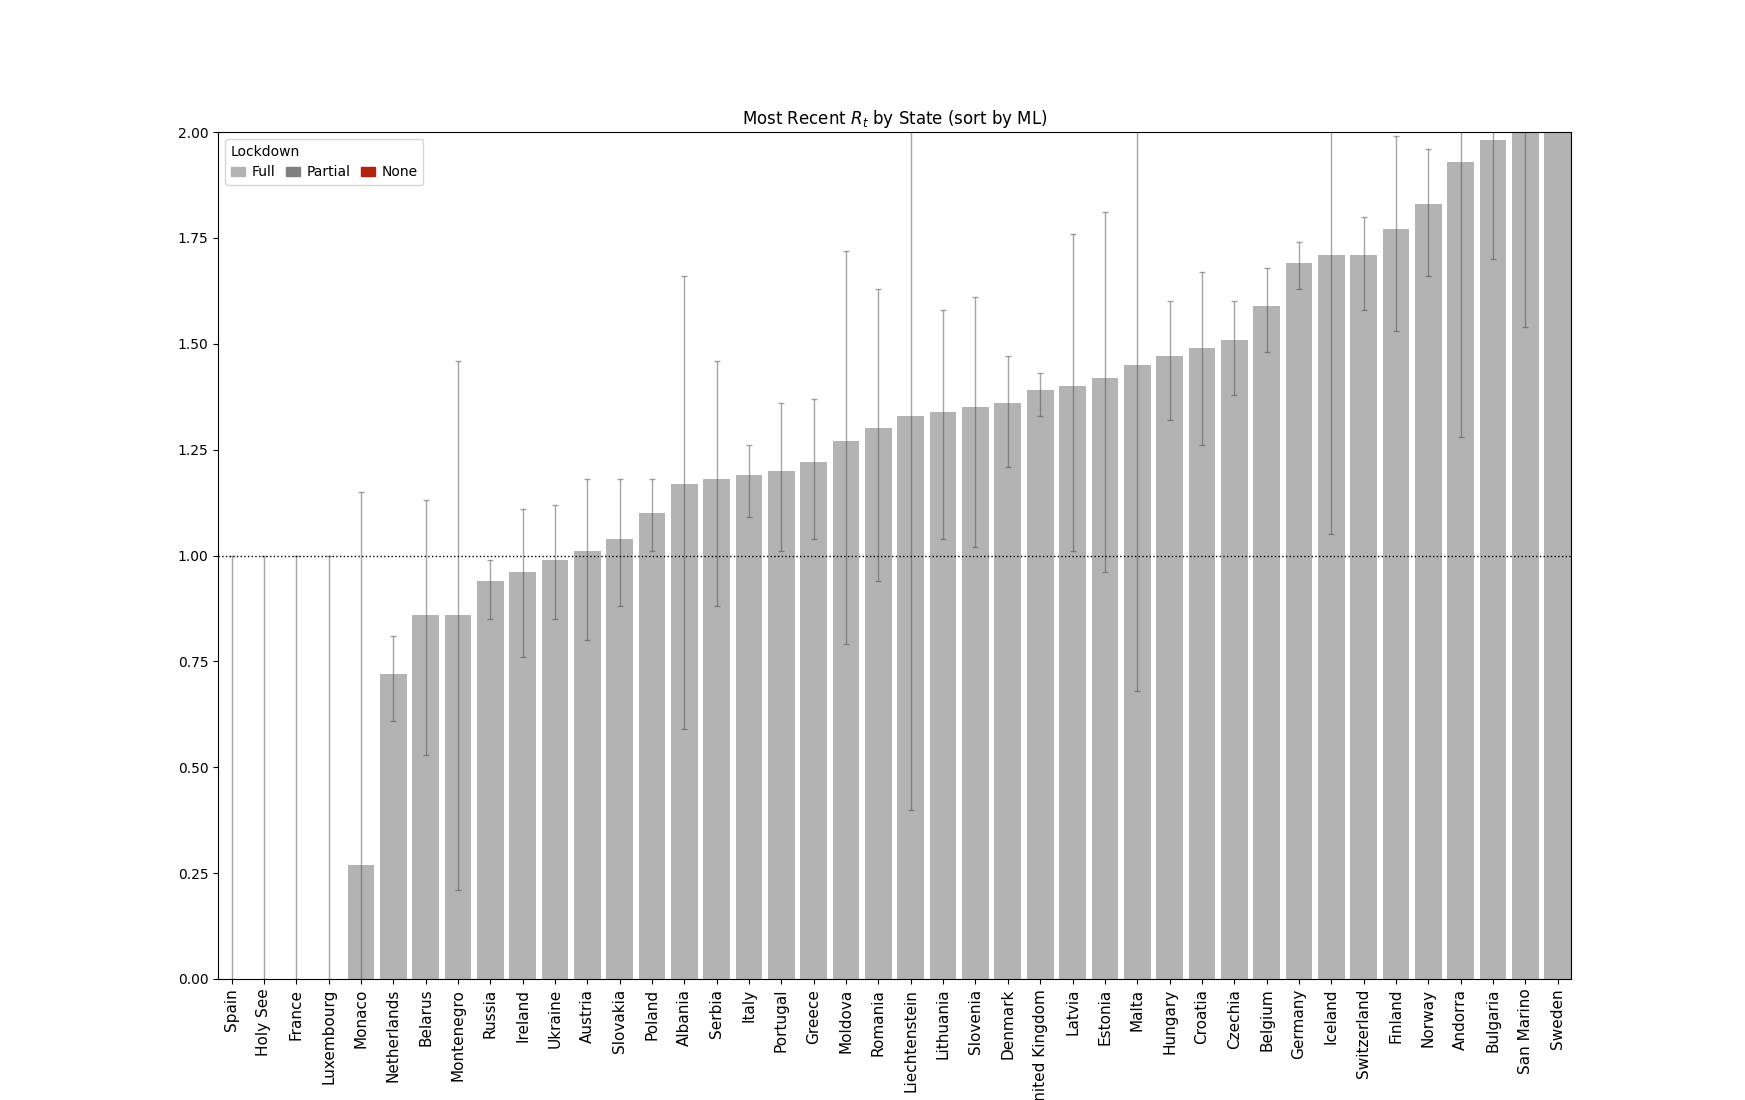 Most Recent Rt by State (sort by ML)
Lockdown
Full Partial None
2.00
1.75
1.50
1.25
1.00
0.75
0.50
0.25
0.00
Spain
Holy See
France
Luxembourg
Monaco
Netherlands
Belarus
Montenegro
Russia
Ireland
Ukraine
Austria
Slovakia
Poland
Albania
Serbia
Italy
Portugal
Greece
Moldova
Romania
Liechtenstein
Lithuania
Slovenia
Denmark
nited Kingdom
Latvia
Estonia
Malta
Hungary
Croatia
Czechia
Belgium
Germany
Iceland
Switzerland
Finland
Norway
Andorra
Bulgaria
San Marino
Sweden